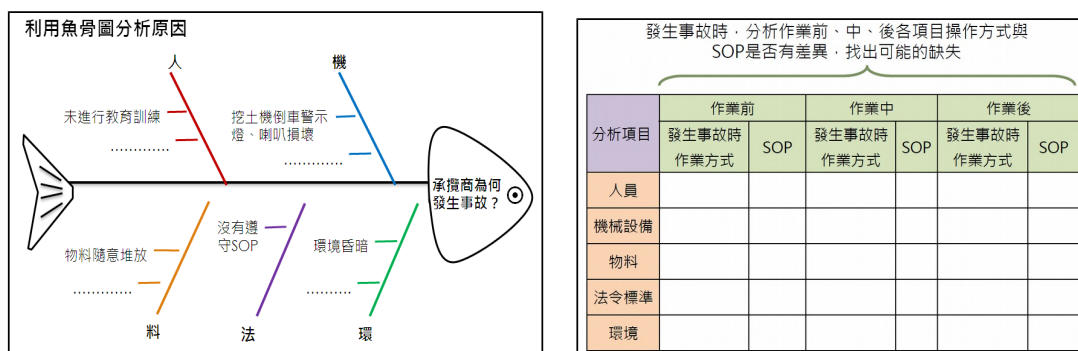 利用魚骨圖分析原因
人
機
未進行教育訓練
…………
挖土機倒車警示
燈、喇叭損壞
…………
承攬商為何
發生事故？
物料隨意堆放
…………
沒有遵
守SOP
環境昏暗
………
料
法
環
發生事故時，分析作業前、中、後各項目操作方式與
SOP是否有差異，找出可能的缺失
分析項目
作業前
作業中
作業後
發生事故時
作業方式
SOP
發生事故時
作業方式
SOP
發生事故時
作業方式
SOP
人員
機械設備
物料
法令標準
環境